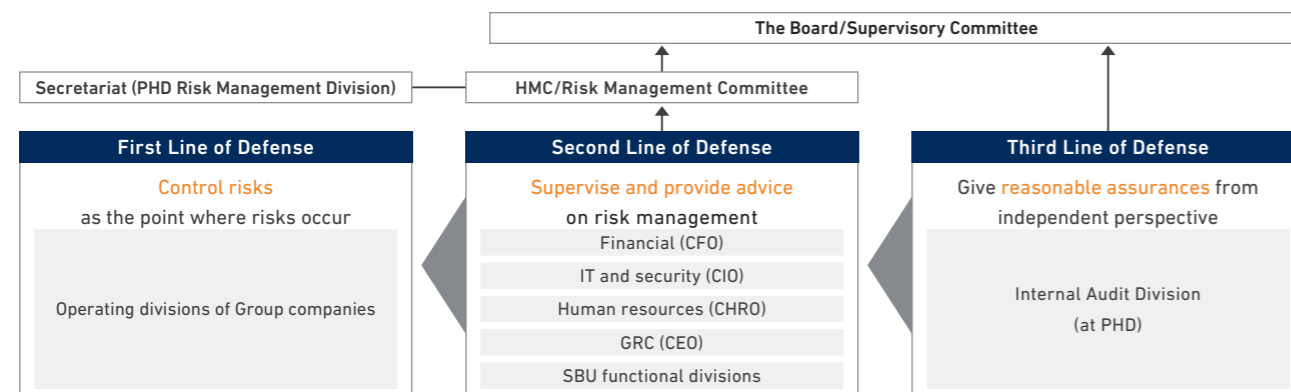 The Board/Supervisory Committee
Secretariat (PHD Risk Management Division)
HMC/Risk Management Committee
First Line of Defense
Control risks
as the point where risks occur
Operating divisions of Group companies
Second Line of Defense
Supervise and provide advice
on risk management
Financial (CFO)
IT and security (CIO)
Human resources (CHRO)
GRC (CEO)
SBU functional divisions
Third Line of Defense
Give reasonable assurances from
independent perspective
Internal Audit Division
(at PHD)